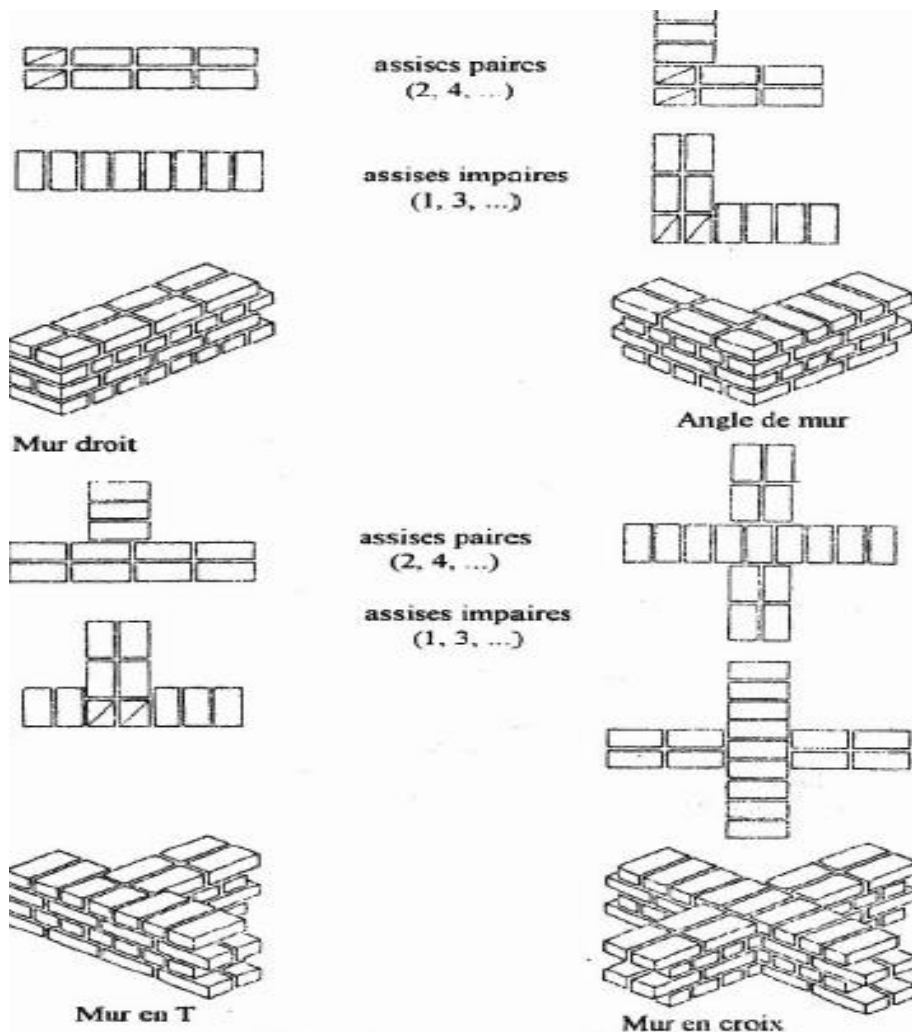 assises paires
(2, 4, ...)
assises impaires
(1, 3, ...)
Mur droit
Angle de mur
assises paires
(2, 4, ...)
assises impaires
(1, 3, ...)
Mur en T
Mur en croix